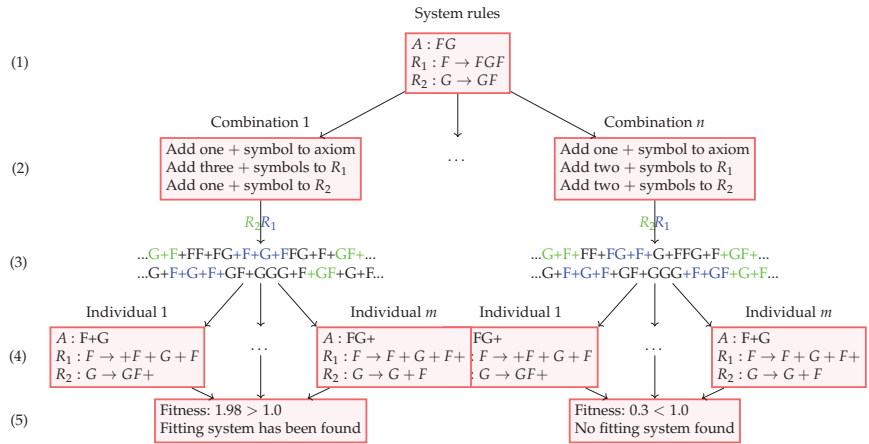 System rules
(1)
A : FG
R₁ : F → FGF
R₂ : G → GF
Combination 1
Combination n
(2)
Add one + symbol to axiom
Add three + symbols to R₁
Add one + symbol to R₂
...
Add one + symbol to axiom
Add two + symbols to R₁
Add two + symbols to R₂
R₂R₁
R₂R₁
(3)
...G+F+FF+FG+F+G+FFG+F+GF+...
...G+F+G+F+GF+GGG+F+GF+G+F...
...G+F+FF+FG+F+G+FFG+F+GF+...
...G+F+G+F+GF+GGG+F+GF+G+F...
Individual 1
Individual m
Individual 1
Individual m
(4)
A : F+G
R₁ : F → +F + G + F
R₂ : G → GF+
...
A : FG+
R₁ : F → F + G + F+
R₂ : G → G + F
FG+
: F → +F + G + F
: G → GF+
...
A : F+G
R₁ : F → F + G + F+
R₂ : G → G + F
(5)
Fitness: 1.98 > 1.0
Fitting system has been found
Fitness: 0.3 < 1.0
No fitting system found